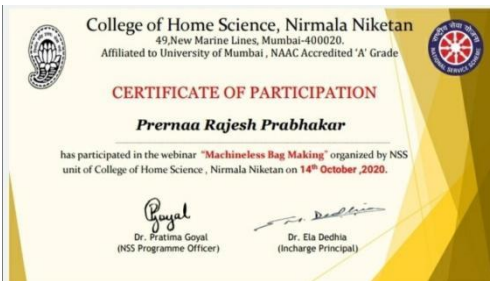 College of Home Science, Nirmala Niketan
49,New Marine Lines, Mumbai-400020.
Affiliated to University of Mumbai , NAAC Accredited 'A' Grade
CERTIFICATE OF PARTICIPATION
Prernaa Rajesh Prabhakar
has participated in the webinar "Machineless Bag Making" organized by NSS
unit of College of Home Science , Nirmala Niketan on 14th October ,2020.
Goyal
Dr. Pratima Goyal
(NSS Programme Officer)
Dedhia
Dr. Ela Dedhia
(Incharge Principal)